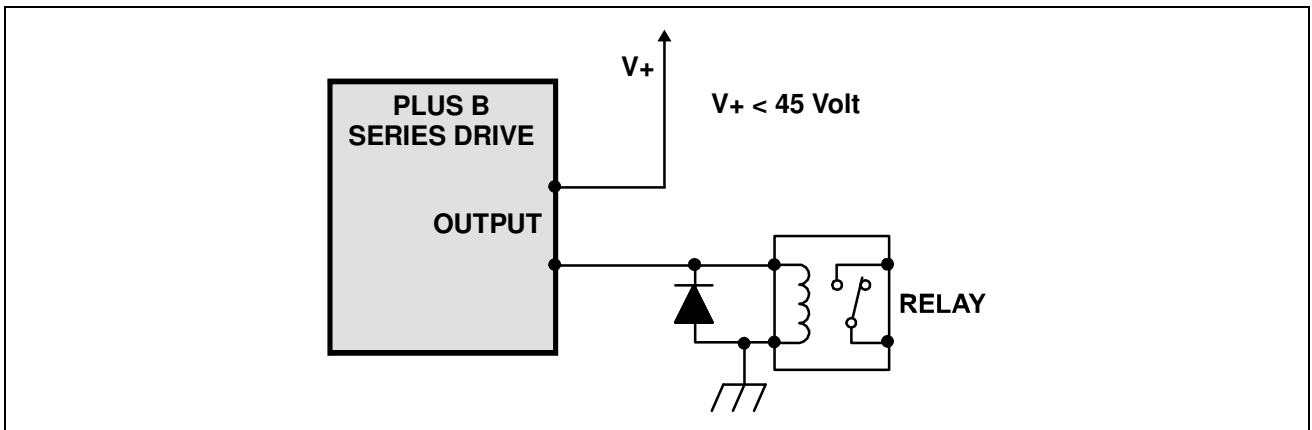 V+
V+ < 45 Volt
PLUS B
SERIES DRIVE
OUTPUT
RELAY